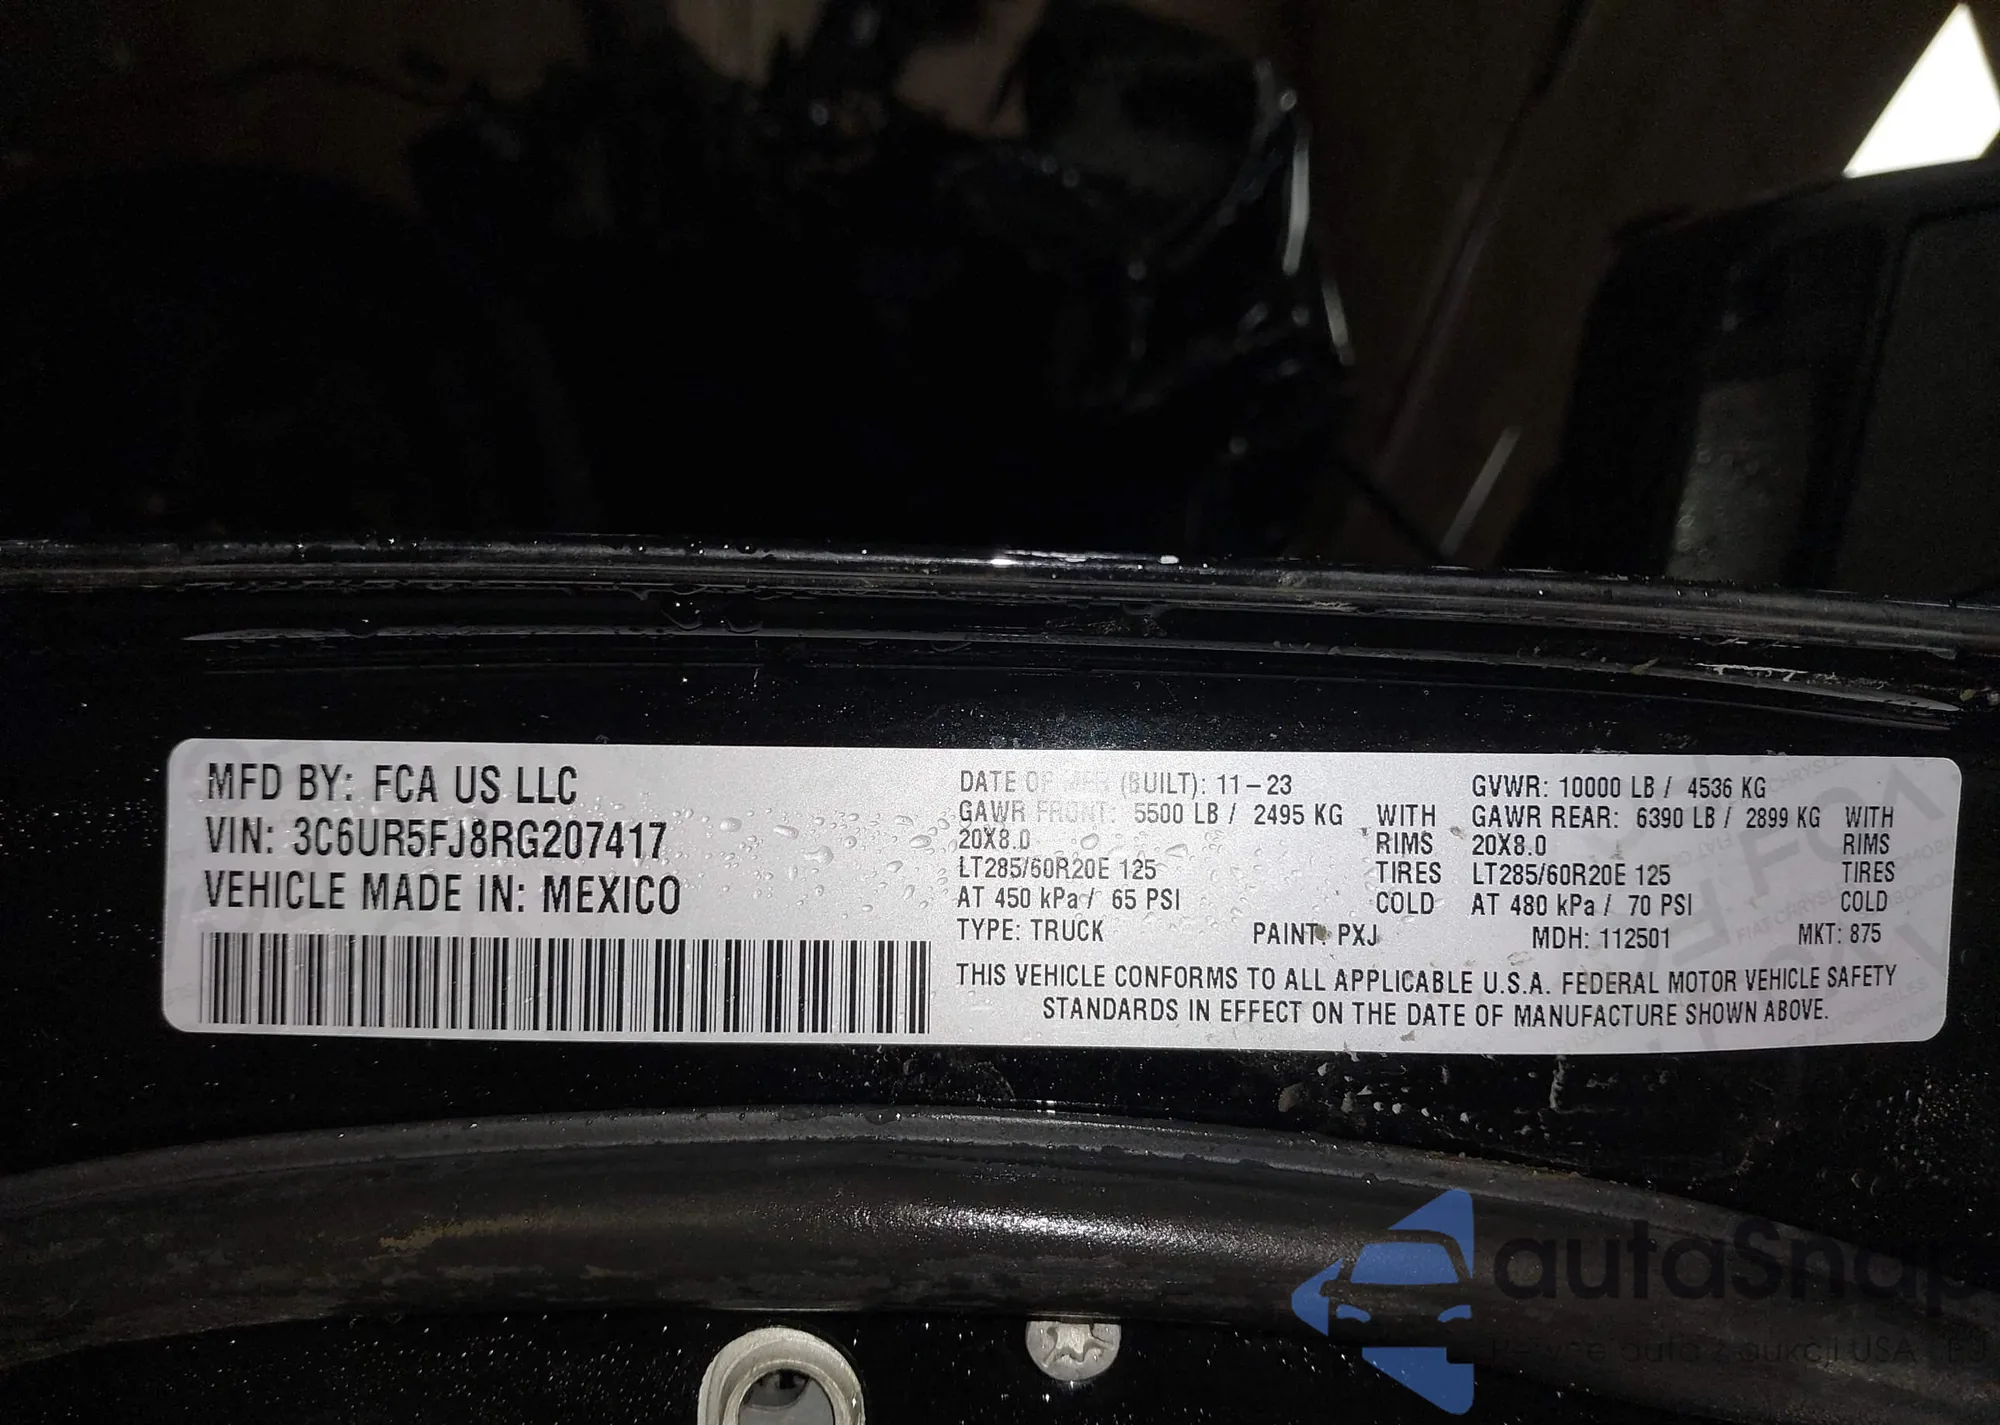 MFD BY: FCA US LLC
VIN: 3C6UR5FJ8RG207417
VEHICLE MADE IN: MEXICO
DATE OF MFR (BUILT): 11-23
GVWR: 10000 LB / 4536 KG
GAWR FRONT: 5500 LB / 2495 KG WITH
20X8.0 RIMS
LT285/60R20E 125 TIRES
AT 450 kPa / 65 PSI COLD
GAWR REAR: 6390 LB / 2899 KG WITH
20X8.0 RIMS
LT285/60R20E 125 TIRES
AT 480 kPa / 70 PSI COLD
TYPE: TRUCK PAINT: PXJ MDH: 112501 MKT: 875
THIS VEHICLE CONFORMS TO ALL APPLICABLE U.S.A. FEDERAL MOTOR VEHICLE SAFETY
STANDARDS IN EFFECT ON THE DATE OF MANUFACTURE SHOWN ABOVE.
autaSnap
auta z aukcji USA